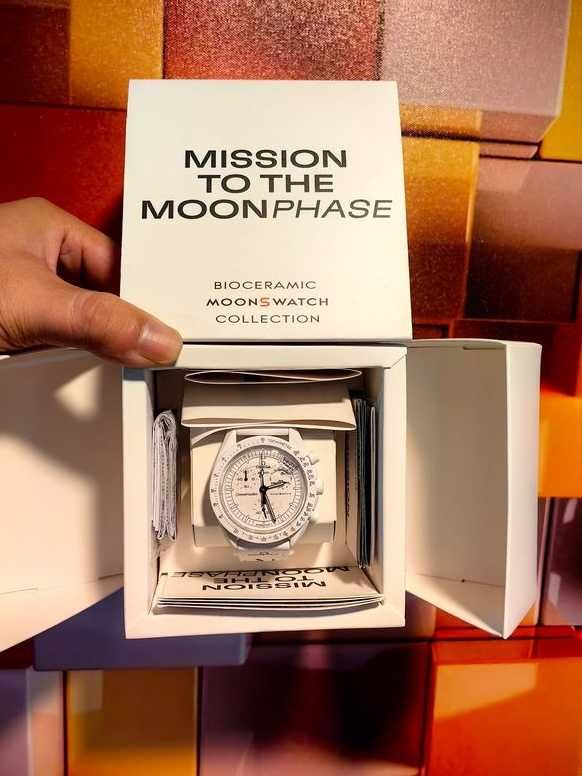 MISSION
TO THE
MOONPHASE
BIOCERAMIC
MOONSWATCH
COLLECTION
MISSION
TO THE
MOONPHASE